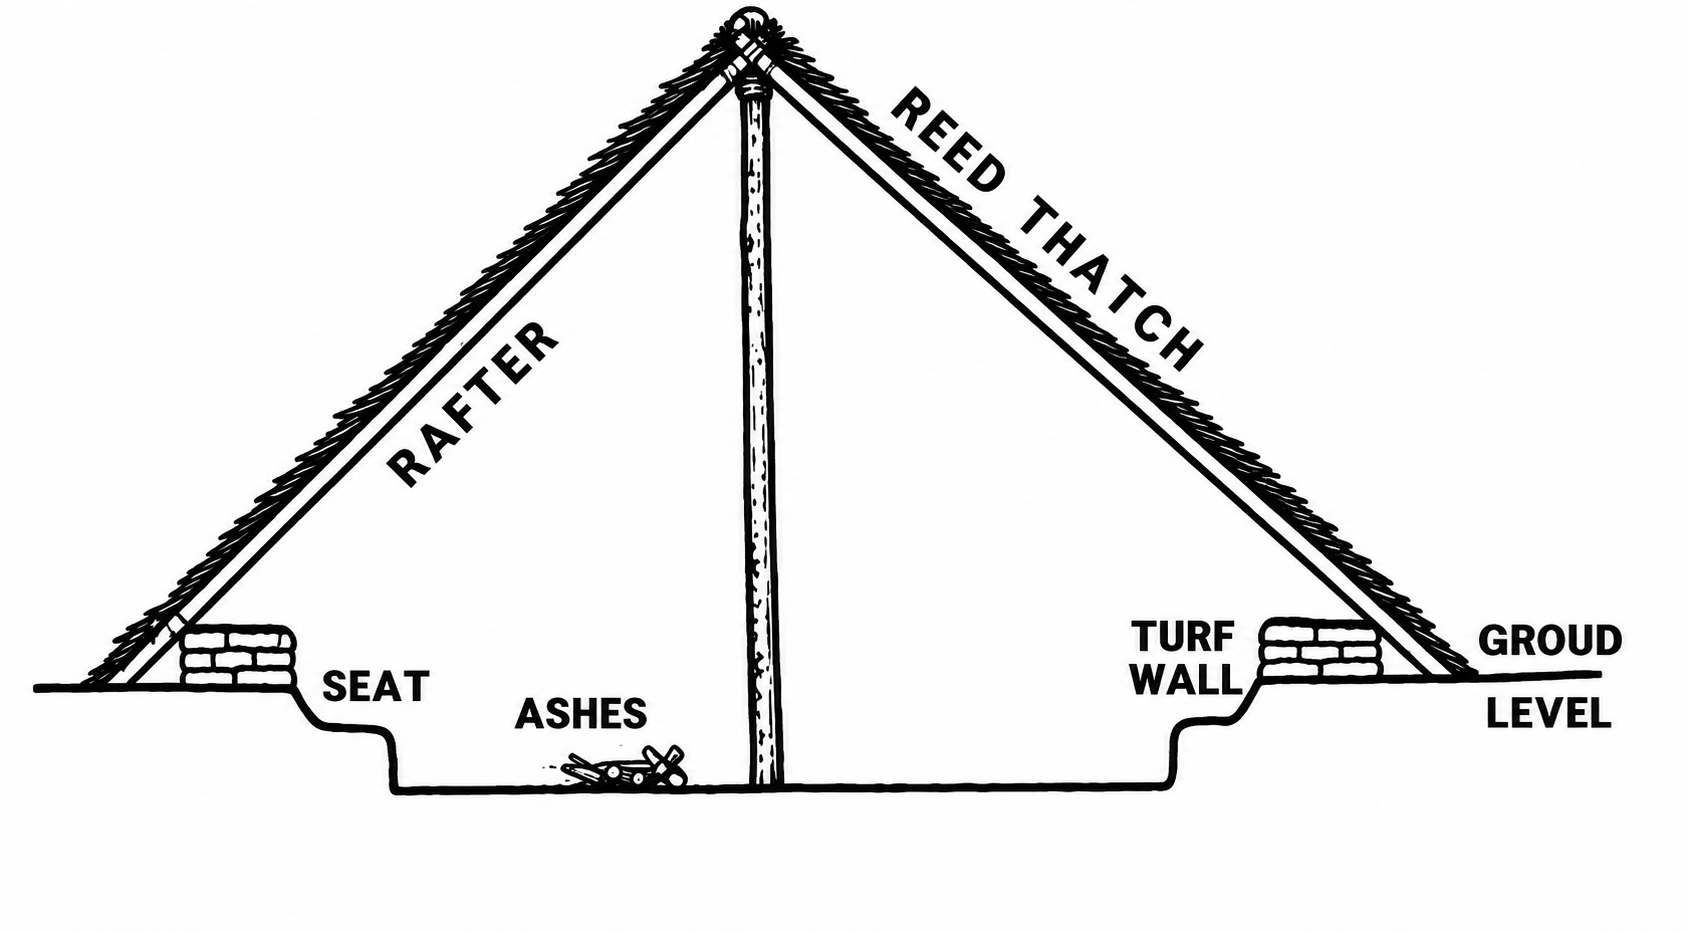 REED THATCH
RAFTER
TURF
WALL
GROUD
LEVEL
SEAT
ASHES